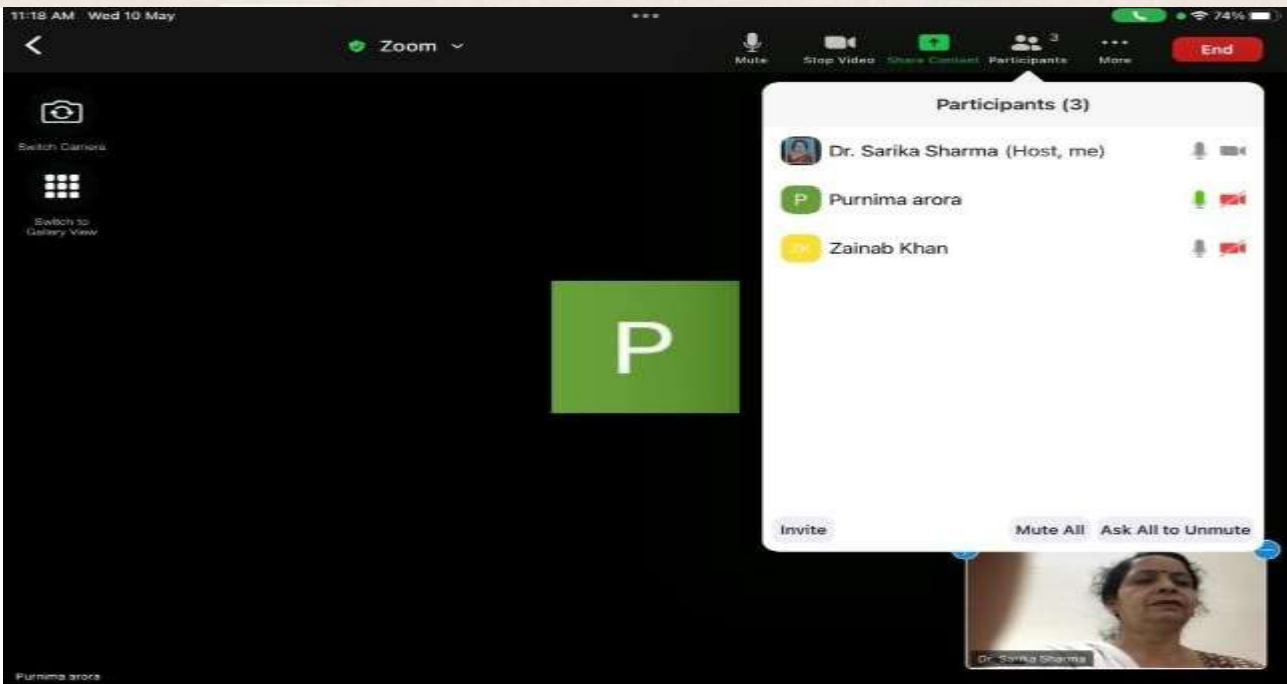 11:18 AM Wed 10 May
74%
Zoom
Mute
Stop Video
Share Content
Participants
3
More
End
Switch Camera
Switch to
Gallery View
Participants (3)
Dr. Sarika Sharma (Host, me)
P Purnima arora
ZK Zainab Khan
P
Invite
Mute All
Ask All to Unmute
Dr. Sarika Sharma
Purnima arora